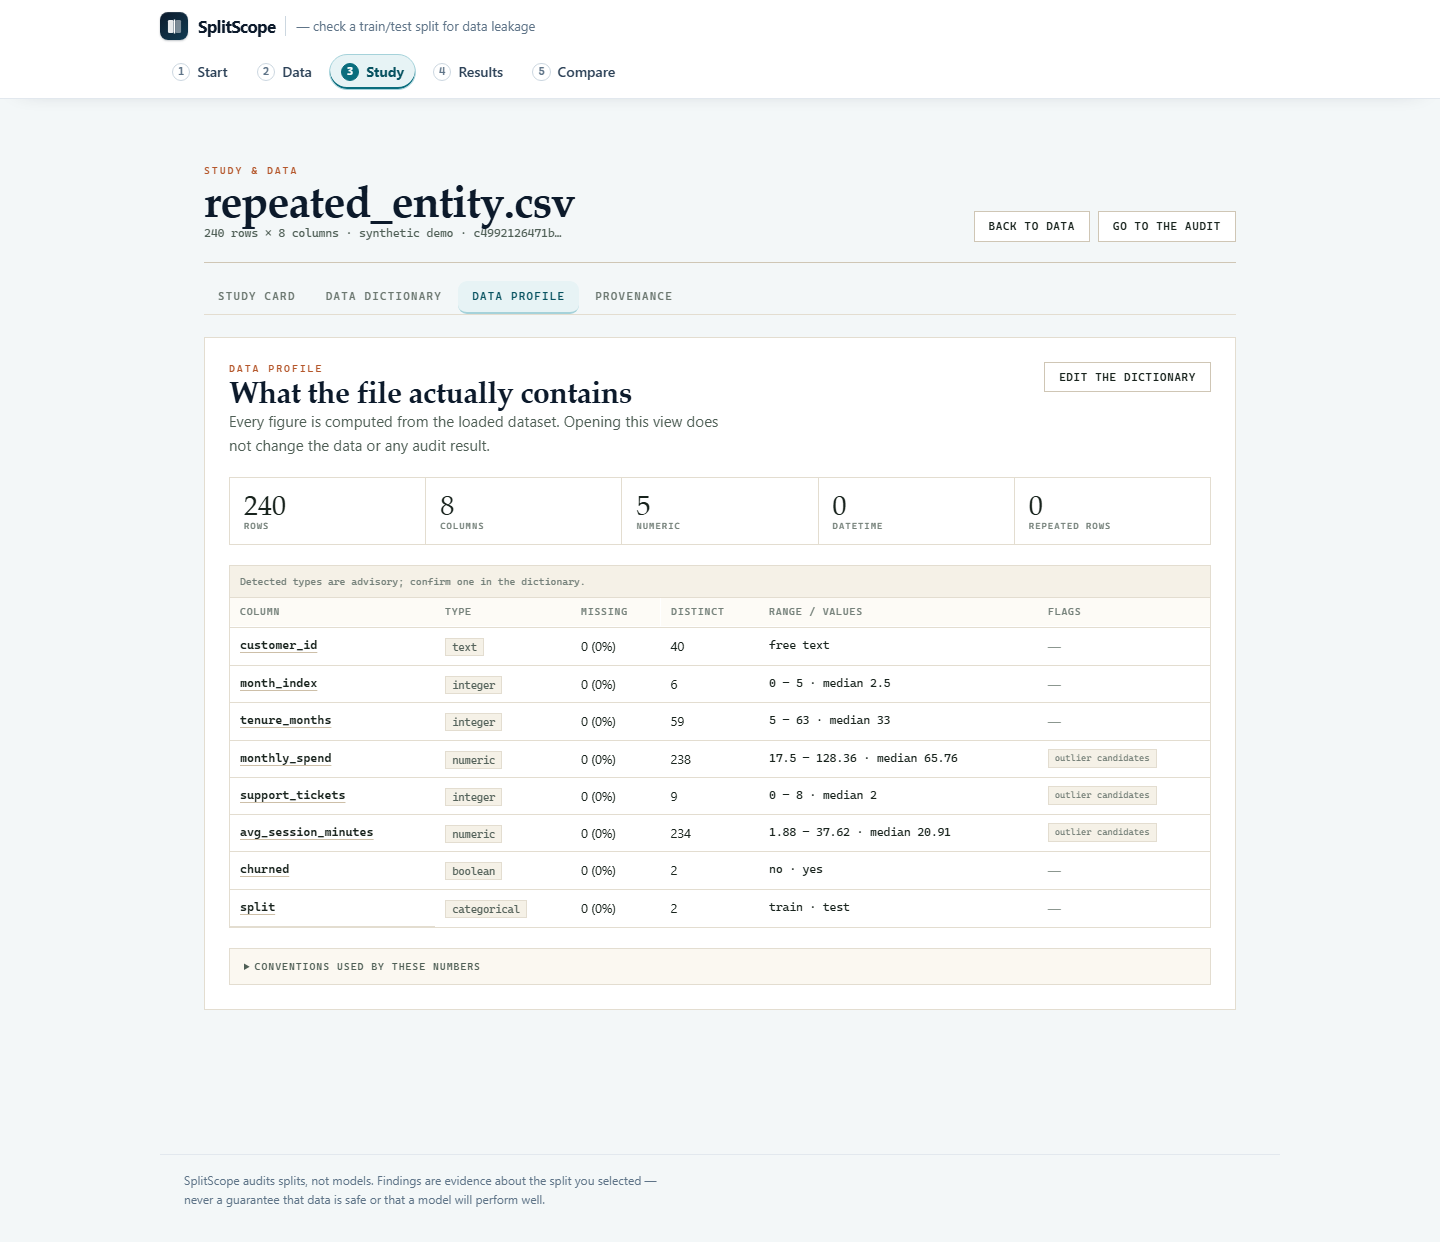 SplitScope — check a train/test split for data leakage
1 Start 2 Data 3 Study 4 Results 5 Compare
STUDY & DATA
repeated_entity.csv
240 rows × 8 columns · synthetic demo · c4992126471b…
BACK TO DATA GO TO THE AUDIT
STUDY CARD DATA DICTIONARY DATA PROFILE PROVENANCE
DATA PROFILE
What the file actually contains
EDIT THE DICTIONARY
Every figure is computed from the loaded dataset. Opening this view does
not change the data or any audit result.
240 8 5 0 0
ROWS COLUMNS NUMERIC DATETIME REPEATED ROWS
Detected types are advisory; confirm one in the dictionary.
COLUMN TYPE MISSING DISTINCT RANGE / VALUES FLAGS
customer_id text 0 (0%) 40 free text —
month_index integer 0 (0%) 6 0 – 5 · median 2.5 —
tenure_months integer 0 (0%) 59 5 – 63 · median 33 —
monthly_spend numeric 0 (0%) 238 17.5 – 128.36 · median 65.76 outlier candidates
support_tickets integer 0 (0%) 9 0 – 8 · median 2 outlier candidates
avg_session_minutes numeric 0 (0%) 234 1.88 – 37.62 · median 20.91 outlier candidates
churned boolean 0 (0%) 2 no · yes —
split categorical 0 (0%) 2 train · test —
▶ CONVENTIONS USED BY THESE NUMBERS
SplitScope audits splits, not models. Findings are evidence about the split you selected —
never a guarantee that data is safe or that a model will perform well.